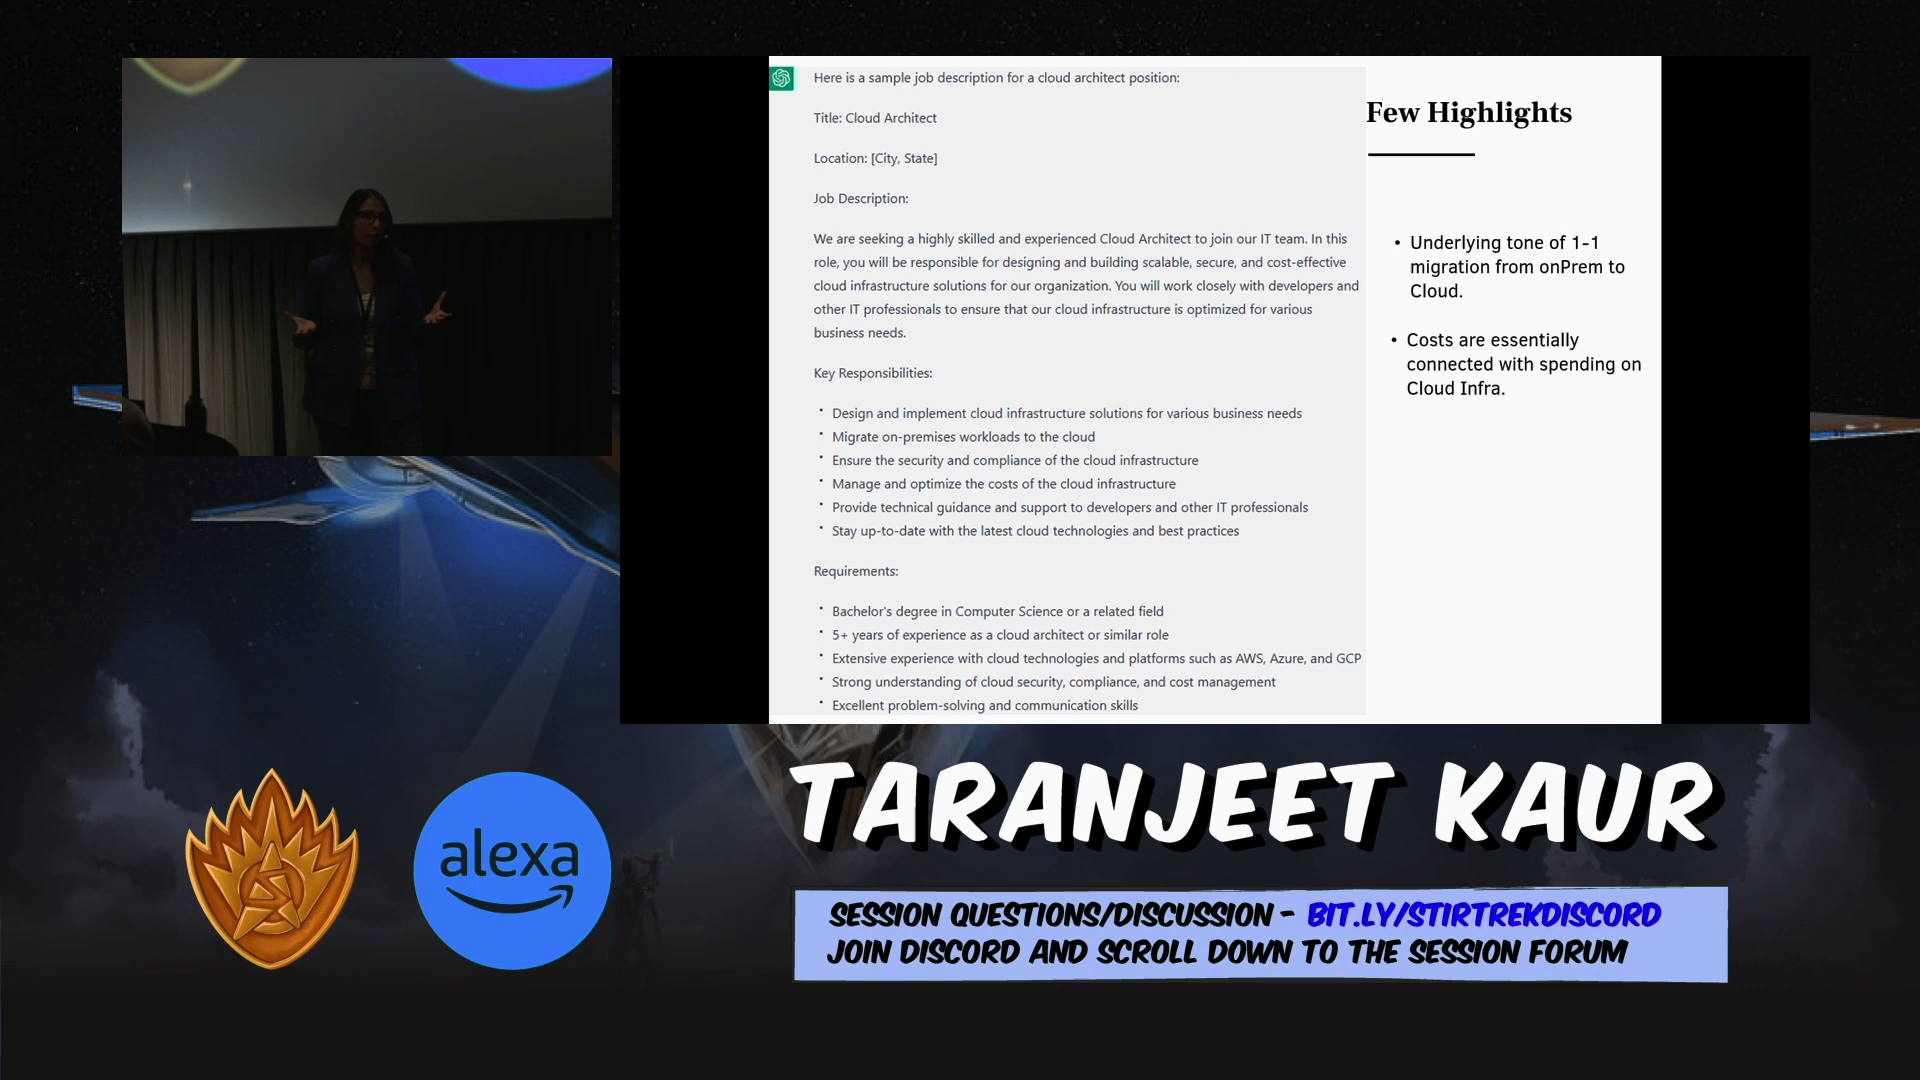 Here is a sample job description for a cloud architect position:
Title: Cloud Architect
Location: [City, State]
Job Description:
We are seeking a highly skilled and experienced Cloud Architect to join our IT team. In this
role, you will be responsible for designing and building scalable, secure, and cost-effective
cloud infrastructure solutions for our organization. You will work closely with developers and
other IT professionals to ensure that our cloud infrastructure is optimized for various
business needs.
Key Responsibilities:
• Design and implement cloud infrastructure solutions for various business needs
• Migrate on-premises workloads to the cloud
• Ensure the security and compliance of the cloud infrastructure
• Manage and optimize the costs of the cloud infrastructure
• Provide technical guidance and support to developers and other IT professionals
• Stay up-to-date with the latest cloud technologies and best practices
Requirements:
• Bachelor's degree in Computer Science or a related field
• 5+ years of experience as a cloud architect or similar role
• Extensive experience with cloud technologies and platforms such as AWS, Azure, and GCP
• Strong understanding of cloud security, compliance, and cost management
• Excellent problem-solving and communication skills
Few Highlights
• Underlying tone of 1-1
migration from onPrem to
Cloud.
• Costs are essentially
connected with spending on
Cloud Infra.
alexa
TARANJEET KAUR
SESSION QUESTIONS/DISCUSSION - BIT.LY/STIRTREKDISCORD
JOIN DISCORD AND SCROLL DOWN TO THE SESSION FORUM